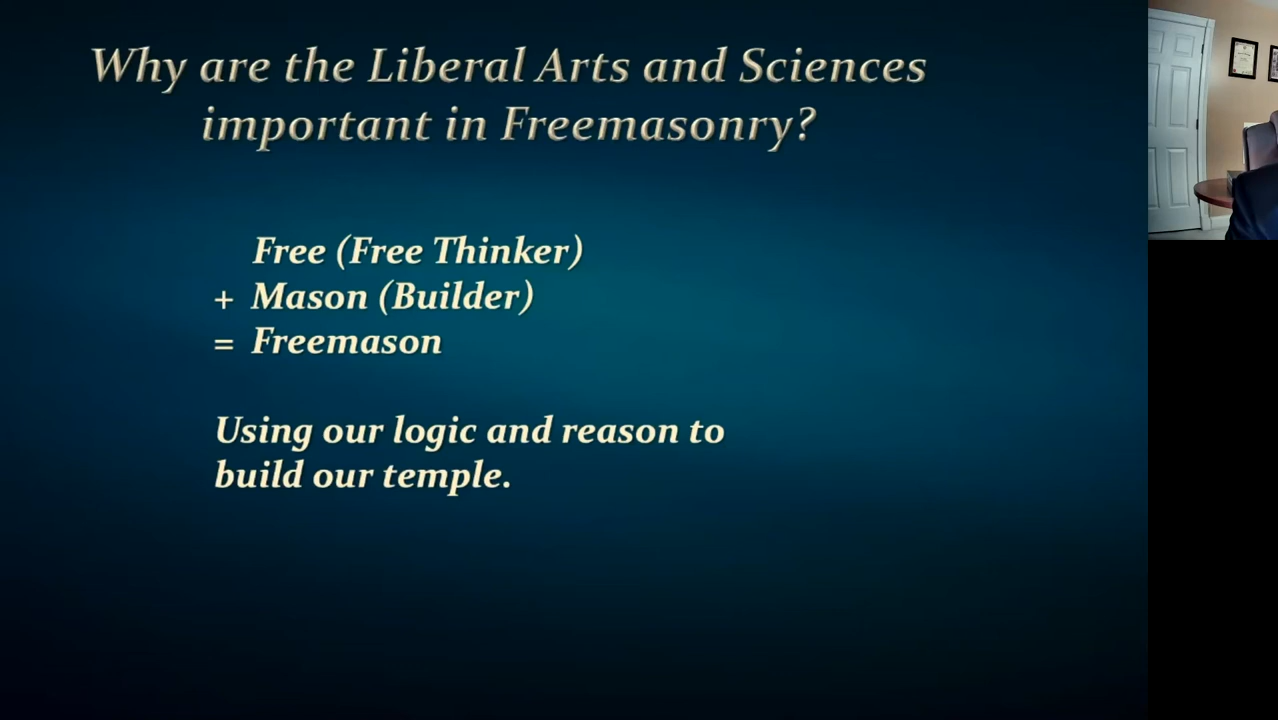 Why are the Liberal Arts and Sciences
important in Freemasonry?
Free (Free Thinker)
+ Mason (Builder)
= Freemason
Using our logic and reason to
build our temple.